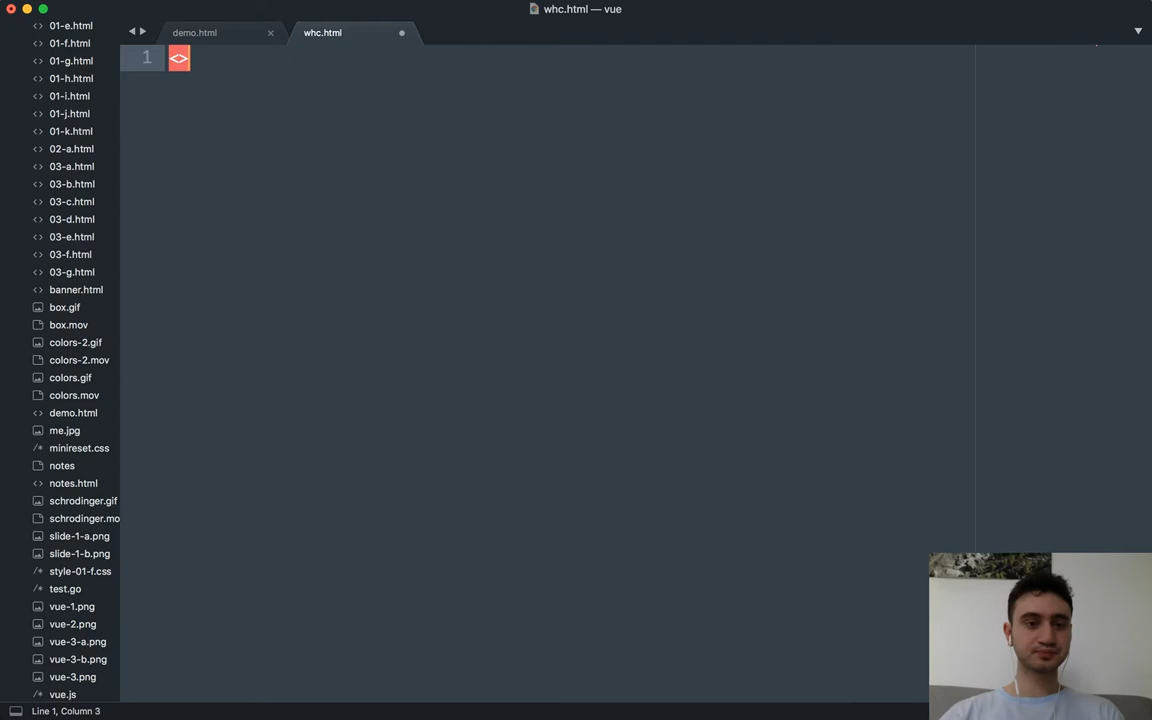 whc.html — vue
demo.html
whc.html
1 <>
01-e.html
01-f.html
01-g.html
01-h.html
01-i.html
01-j.html
01-k.html
02-a.html
03-a.html
03-b.html
03-c.html
03-d.html
03-e.html
03-f.html
03-g.html
banner.html
box.gif
box.mov
colors-2.gif
colors-2.mov
colors.gif
colors.mov
demo.html
me.jpg
minireset.css
notes
notes.html
schrodinger.gif
schrodinger.mo
slide-1-a.png
slide-1-b.png
style-01-f.css
test.go
vue-1.png
vue-2.png
vue-3-a.png
vue-3-b.png
vue-3.png
vue.js
Line 1, Column 3